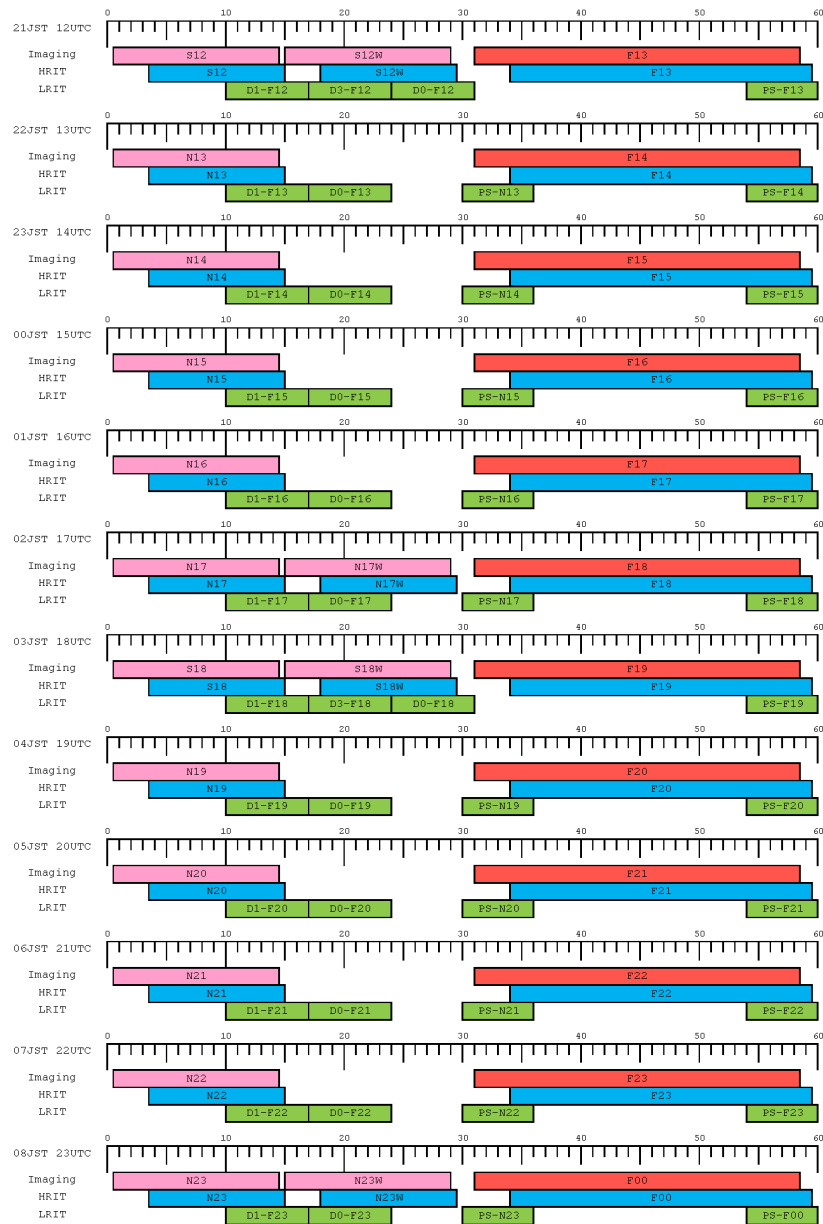 0 10 20 30 40 50 60
21JST 12UTC
Imaging S12 S12W F13
HRIT S12 S12W F13
LRIT D1-F12 D3-F12 D0-F12 PS-F13
0 10 20 30 40 50 60
22JST 13UTC
Imaging N13 F14
HRIT N13 F14
LRIT D1-F13 D0-F13 PS-N13 PS-F14
0 10 20 30 40 50 60
23JST 14UTC
Imaging N14 F15
HRIT N14 F15
LRIT D1-F14 D0-F14 PS-N14 PS-F15
0 10 20 30 40 50 60
00JST 15UTC
Imaging N15 F16
HRIT N15 F16
LRIT D1-F15 D0-F15 PS-N15 PS-F16
0 10 20 30 40 50 60
01JST 16UTC
Imaging N16 F17
HRIT N16 F17
LRIT D1-F16 D0-F16 PS-N16 PS-F17
0 10 20 30 40 50 60
02JST 17UTC
Imaging N17 N17W F18
HRIT N17 N17W F18
LRIT D1-F17 D0-F17 PS-N17 PS-F18
0 10 20 30 40 50 60
03JST 18UTC
Imaging S18 S18W F19
HRIT S18 S18W F19
LRIT D1-F18 D3-F18 D0-F18 PS-F19
0 10 20 30 40 50 60
04JST 19UTC
Imaging N19 F20
HRIT N19 F20
LRIT D1-F19 D0-F19 PS-N19 PS-F20
0 10 20 30 40 50 60
05JST 20UTC
Imaging N20 F21
HRIT N20 F21
LRIT D1-F20 D0-F20 PS-N20 PS-F21
0 10 20 30 40 50 60
06JST 21UTC
Imaging N21 F22
HRIT N21 F22
LRIT D1-F21 D0-F21 PS-N21 PS-F22
0 10 20 30 40 50 60
07JST 22UTC
Imaging N22 F23
HRIT N22 F23
LRIT D1-F22 D0-F22 PS-N22 PS-F23
0 10 20 30 40 50 60
08JST 23UTC
Imaging N23 N23W F00
HRIT N23 N23W F00
LRIT D1-F23 D0-F23 PS-N23 PS-F00